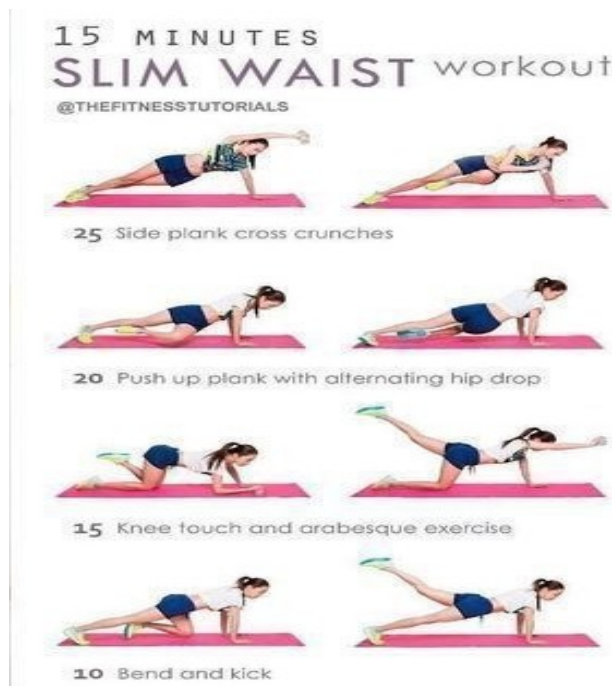 15 MINUTES
SLIM WAIST workout
@THEFITNESSTUTORIALS
25 Side plank cross crunches
20 Push up plank with alternating hip drop
15 Knee touch and arabesque exercise
10 Bend and kick